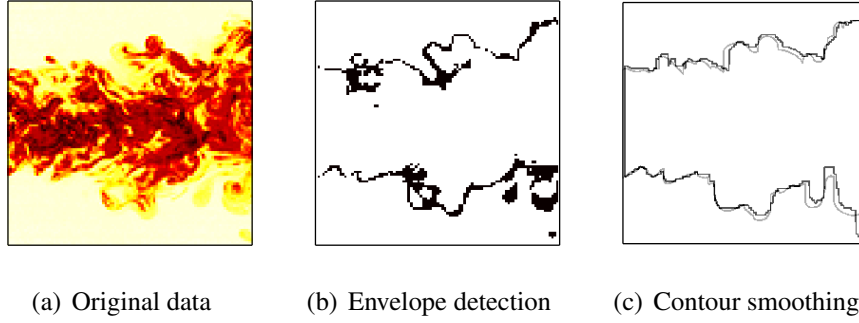 (a) Original data
(b) Envelope detection
(c) Contour smoothing